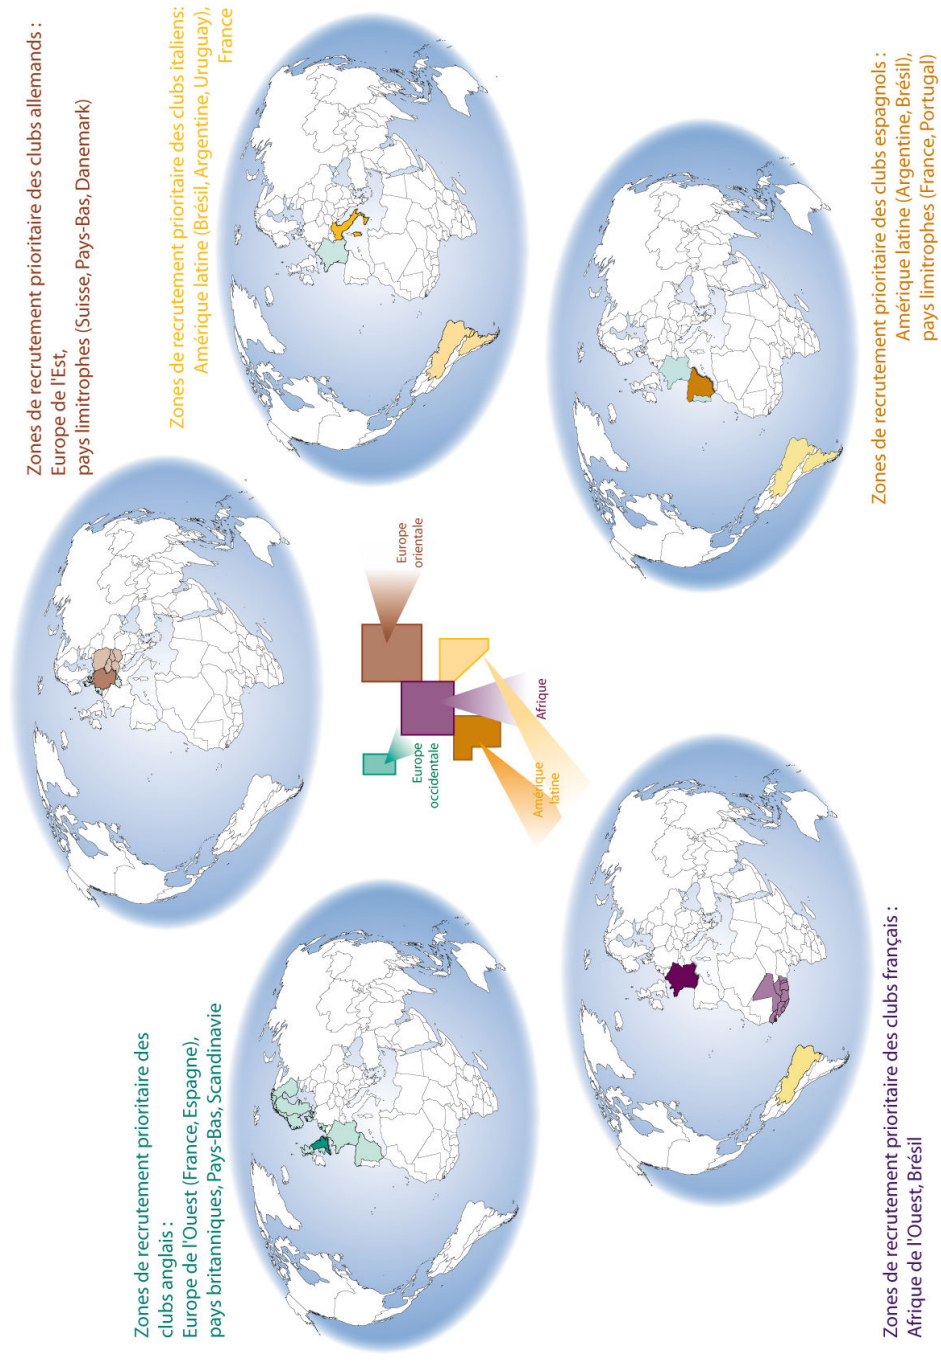 Zones de recrutement prioritaire des clubs allemands :
Europe de l'Est,
pays limitrophes (Suisse, Pays-Bas, Danemark)
Zones de recrutement prioritaire des
clubs anglais :
Europe de l'Ouest (France, Espagne),
pays britanniques, Pays-Bas, Scandinavie
Zones de recrutement prioritaire des clubs italiens:
Amérique latine (Brésil, Argentine, Uruguay),
France
Europe
occidentale
Europe
orientale
Amérique
latine
Afrique
Zones de recrutement prioritaire des clubs français :
Afrique de l'Ouest, Brésil
Zones de recrutement prioritaire des clubs espagnols :
Amérique latine (Argentine, Brésil),
pays limitrophes (France, Portugal)